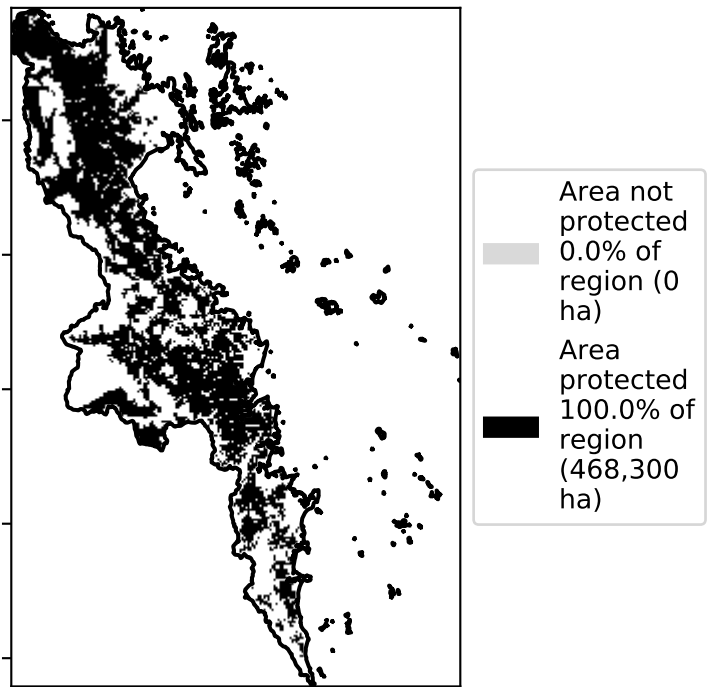 Area not
protected
0.0% of
region (0
ha)
Area
protected
100.0% of
region
(468,300
ha)